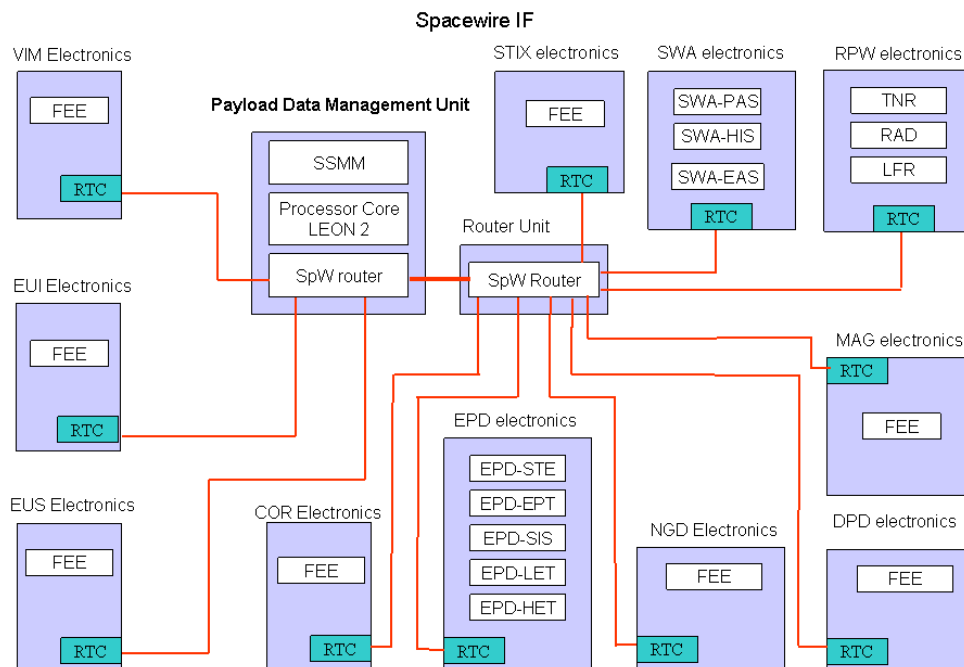 Spacewire IF
VIM Electronics
FEE
RTC
Payload Data Management Unit
SSMM
Processor Core
LEON 2
SpW router
STIX electronics
FEE
RTC
SWA electronics
SWA-PAS
SWA-HIS
SWA-EAS
RTC
RPW electronics
TNR
RAD
LFR
RTC
Router Unit
SpW Router
EUI Electronics
FEE
RTC
MAG electronics
RTC
FEE
EUS Electronics
FEE
RTC
COR Electronics
FEE
RTC
EPD electronics
EPD-STE
EPD-EPT
EPD-SIS
EPD-LET
EPD-HET
RTC
NGD Electronics
FEE
RTC
DPD electronics
FEE
RTC